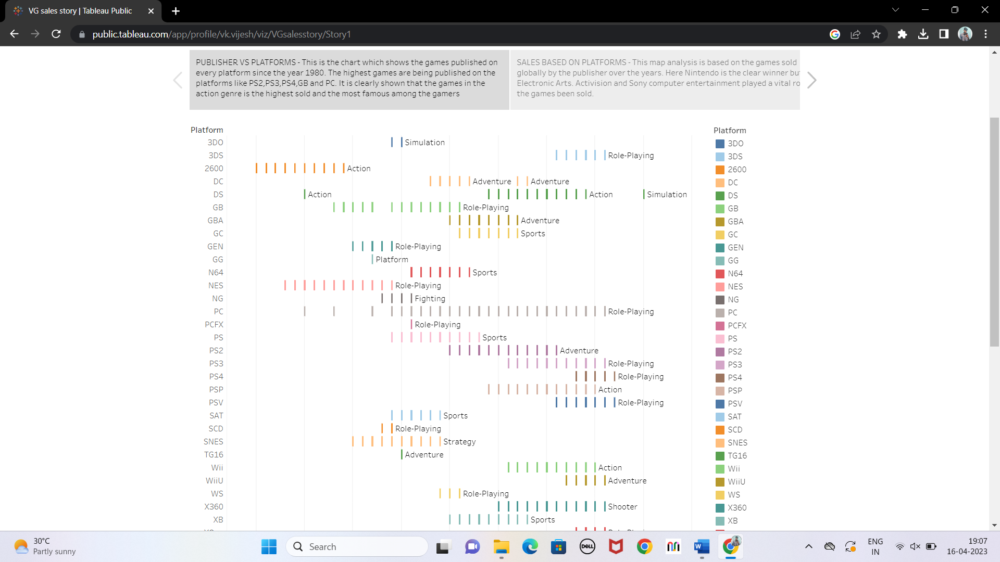 VG sales story | Tableau Public
public.tableau.com/app/profile/vk.vijesh/viz/VGsalesstory/Story1
PUBLISHER VS PLATFORMS - This is the chart which shows the games published on
every platform since the year 1980. The highest games are being published on the
platforms like PS2,PS3,PS4,GB and PC. It is clearly shown that the games in the
action genre is the highest sold and the most famous among the gamers
SALES BASED ON PLATFORMS - This map analysis is based on the games sold
globally by the publisher over the years. Here Nintendo is the clear winner
Electronic Arts. Activision and Sony computer entertainment played a vital
the games been sold.
Platform
3DO Simulation
3DS Role-Playing
2600 Action
DC Adventure Adventure
DS Action Action Simulation
GB Role-Playing
GBA Adventure
GC Sports
GEN Role-Playing
GG Platform
N64 Sports
NES Role-Playing
NG Fighting
PC Role-Playing
PCFX Role-Playing
PS Sports
PS2 Adventure
PS3 Role-Playing
PS4 Role-Playing
PSP Action
PSV Role-Playing
SAT Sports
SCD Role-Playing
SNES Strategy
TG16 Adventure
Wii Action
WiiU Adventure
WS Role-Playing
X360 Shooter
XB Sports
Platform
3DO
3DS
2600
DC
DS
GB
GBA
GC
GEN
GG
N64
NES
NG
PC
PCFX
PS
PS2
PS3
PS4
PSP
PSV
SAT
SCD
SNES
TG16
Wii
WiiU
WS
X360
XB
30°C
Partly sunny
Search
DELL
ENG
IN
19:07
16-04-2023